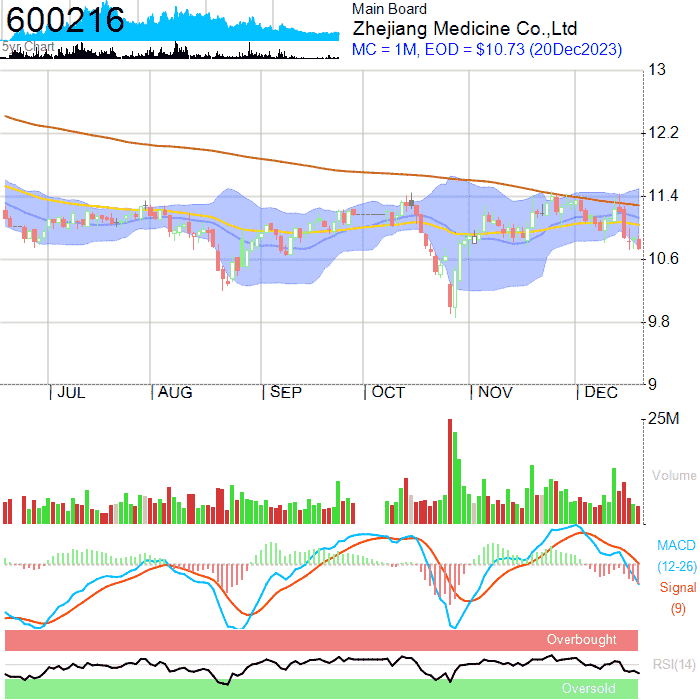 600216
5yr Chart
Main Board
Zhejiang Medicine Co.,Ltd
MC = 1M, EOD = $10.73 (20Dec2023)
13
12.2
11.4
10.6
9.8
9
JUL AUG SEP OCT NOV DEC
25M
Volume
MACD
(12-26)
Signal
(9)
Overbought
RSI(14)
Oversold